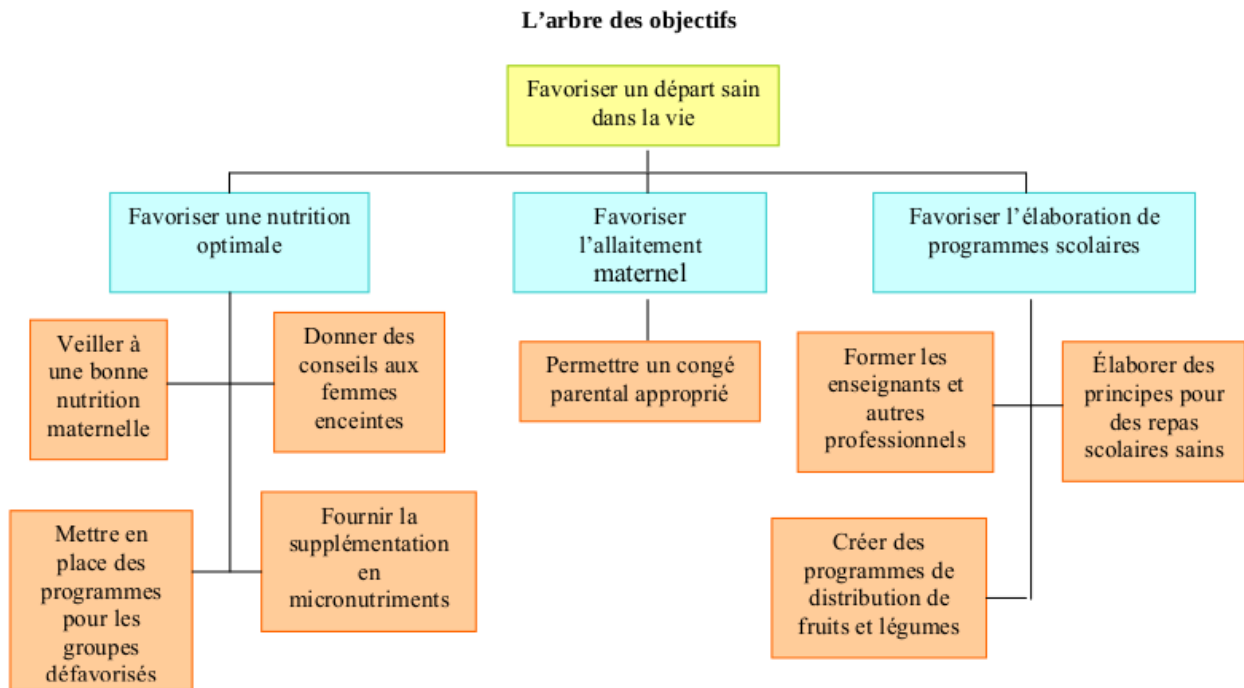 L'arbre des objectifs
Favoriser un départ sain
dans la vie
Favoriser une nutrition
optimale
Favoriser
l'allaitement
maternel
Favoriser l'élaboration de
programmes scolaires
Veiller à
une bonne
nutrition
maternelle
Donner des
conseils aux
femmes
enceintes
Permettre un congé
parental approprié
Former les
enseignants et
autres
professionnels
Élaborer des
principes pour
des repas
scolaires sains
Mettre en
place des
programmes
pour les
groupes
défavorisés
Fournir la
supplémentation
en
micronutriments
Créer des
programmes de
distribution de
fruits et légumes